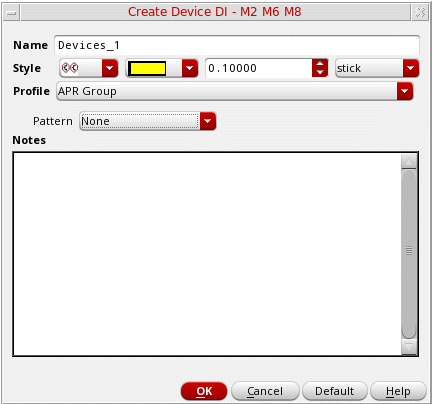 Create Device DI - M2 M6 M8
Name Devices_1
Style 0.10000 stick
Profile APR Group
Pattern None
Notes
OK Cancel Default Help